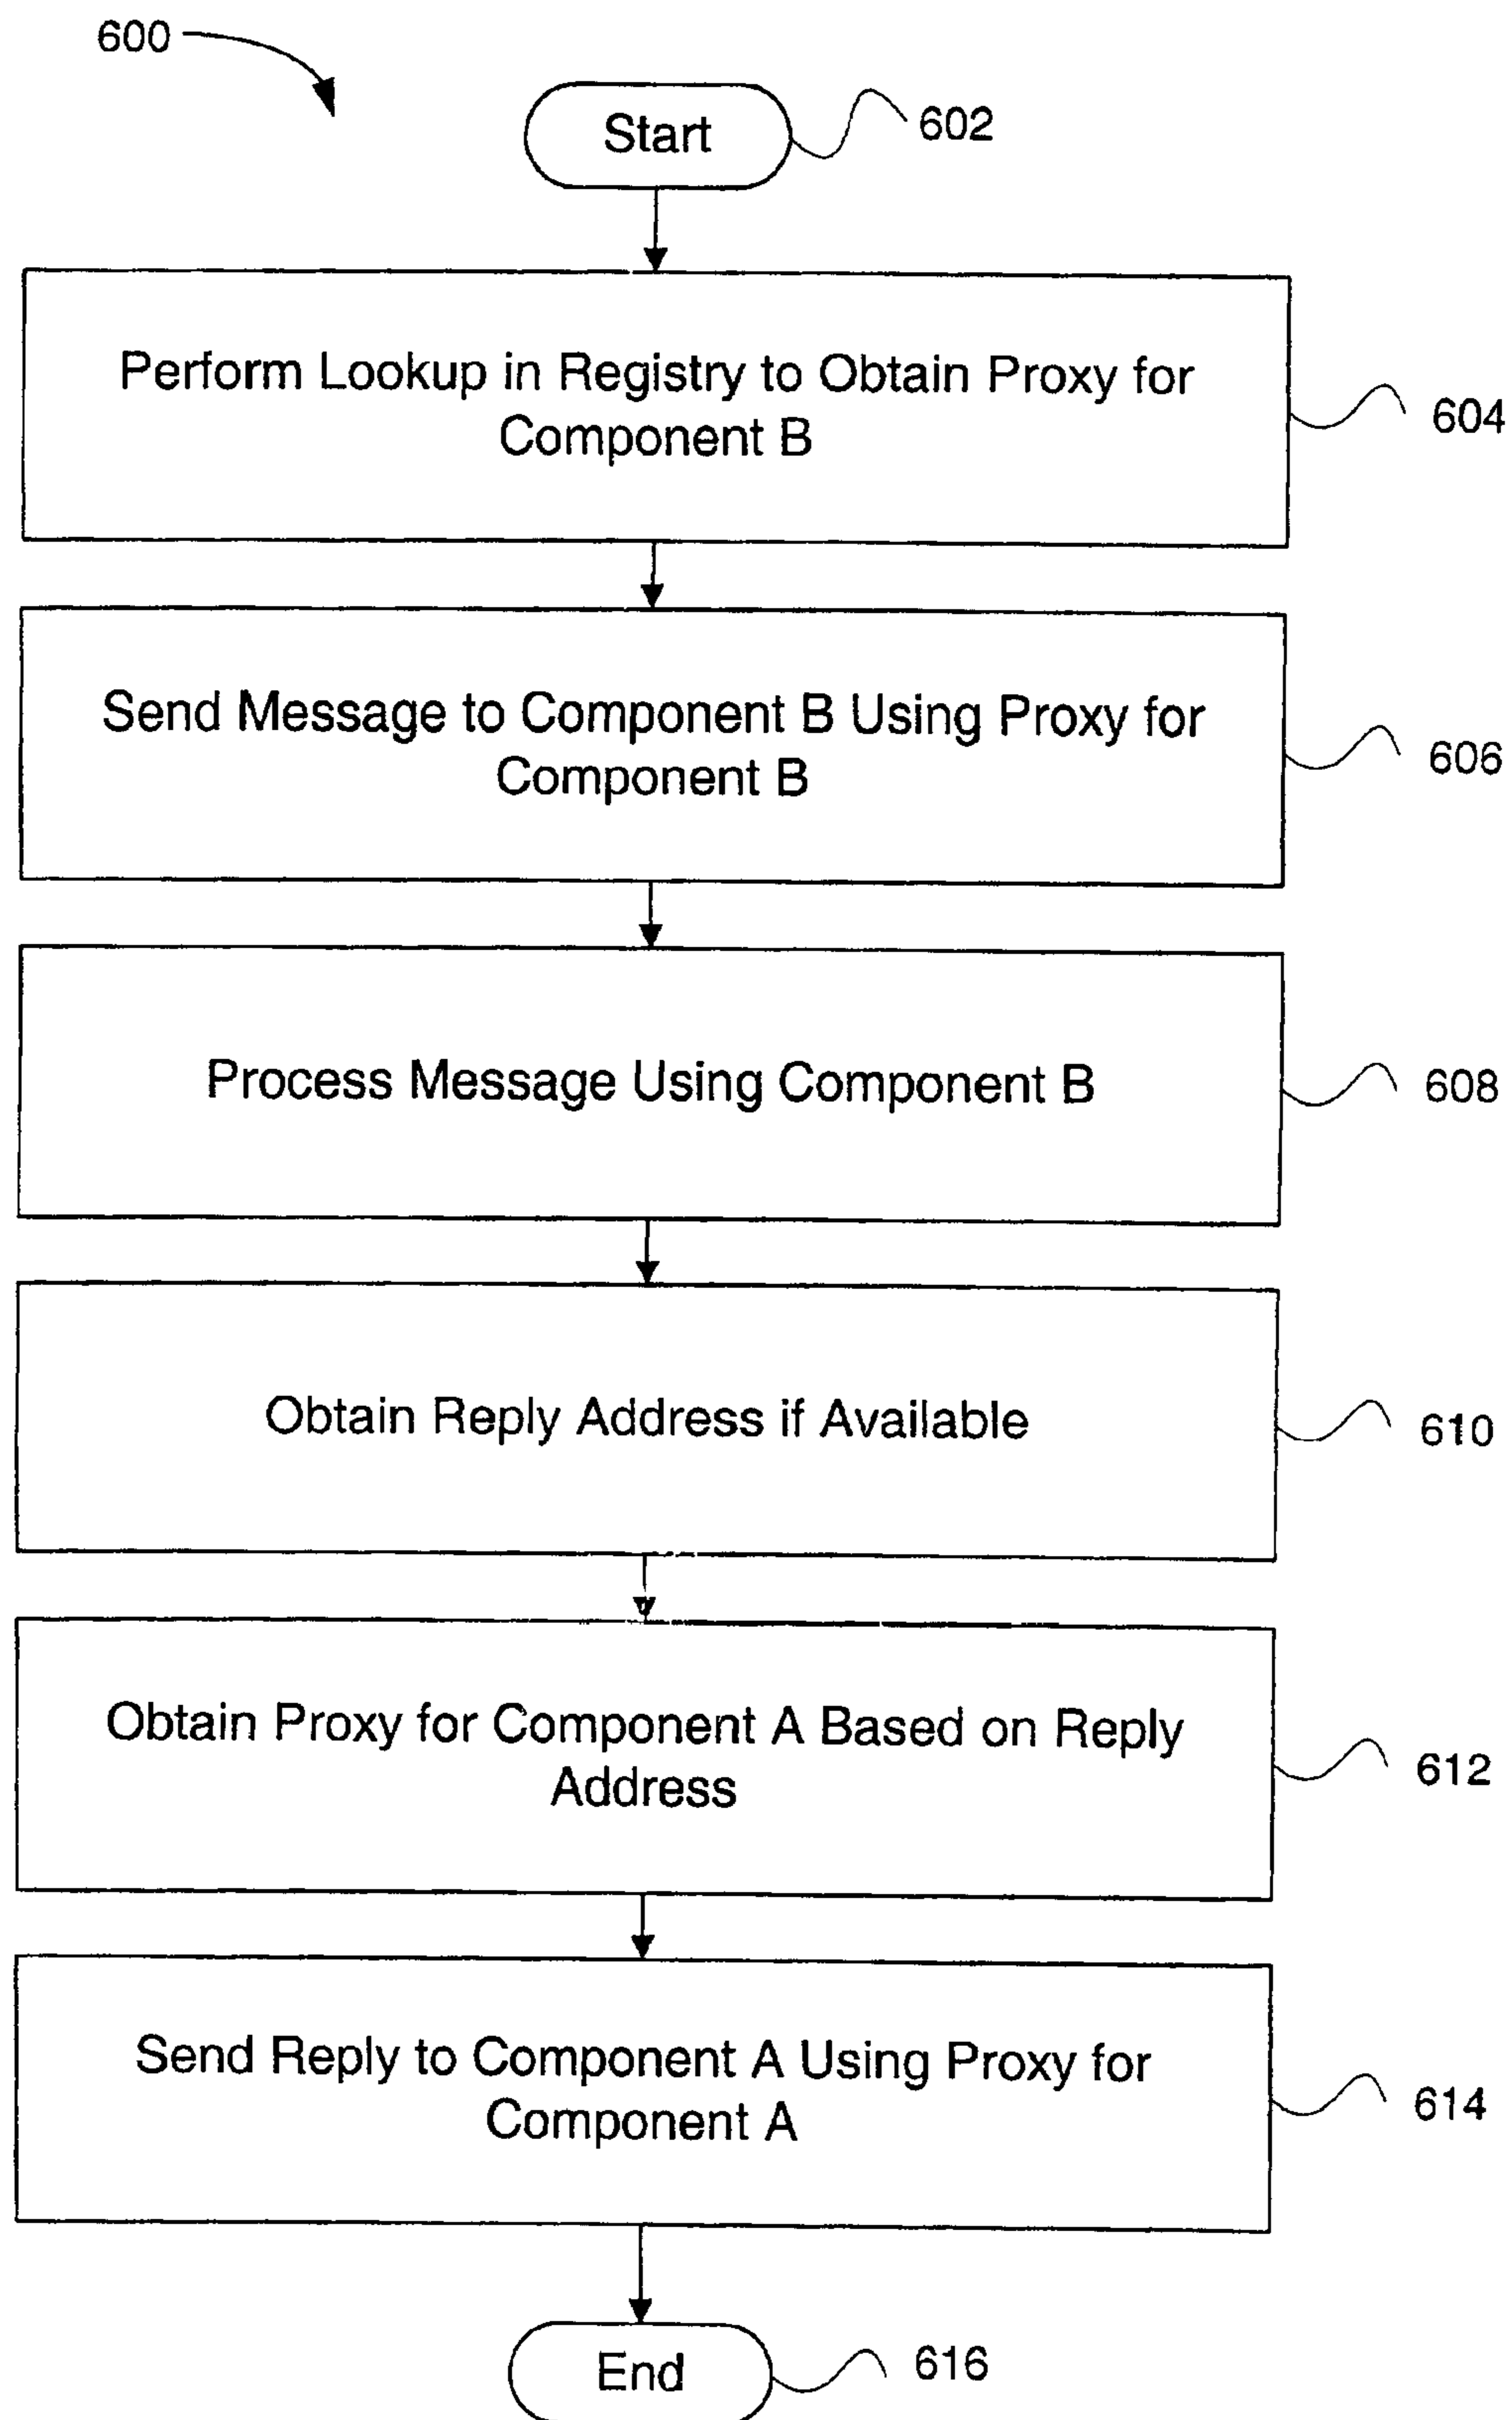 600
Start
602
Perform Lookup in Registry to Obtain Proxy for
Component B
604
Send Message to Component B Using Proxy for
Component B
606
Process Message Using Component B
608
Obtain Reply Address if Available
610
Obtain Proxy for Component A Based on Reply
Address
612
Send Reply to Component A Using Proxy for
Component A
614
End
616